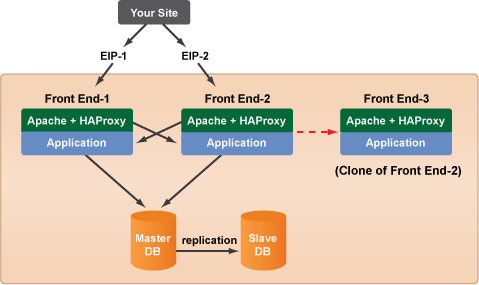 Your Site
EIP-1
EIP-2
Front End-1
Front End-2
Front End-3
Apache + HAProxy
Apache + HAProxy
Apache + HAProxy
Application
Application
Application
(Clone of Front End-2)
Master
DB
replication
Slave
DB